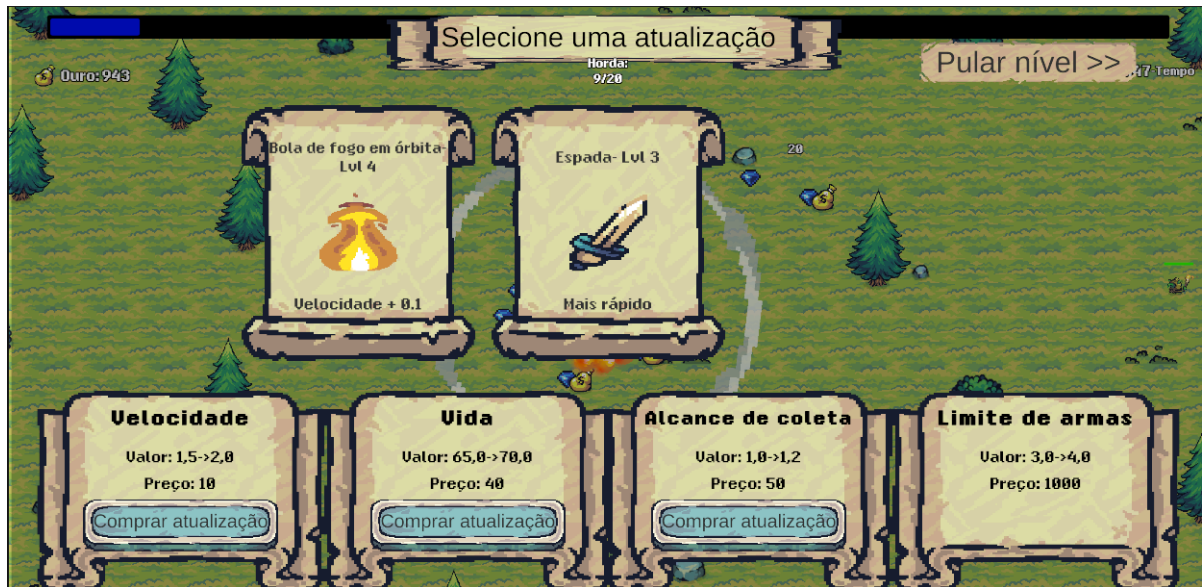 Selecione uma atualização
Horda:
9/20
Ouro: 943
Pular nível >>
Tempo
Bola de fogo em órbita-
Lvl 4
Velocidade + 0.1
Espada- Lvl 3
Mais rápido
20
Velocidade
Valor: 1,5->2,0
Preço: 10
Comprar atualização
Vida
Valor: 65,0->70,0
Preço: 40
Comprar atualização
Alcance de coleta
Valor: 1,0->1,2
Preço: 50
Comprar atualização
Limite de armas
Valor: 3,0->4,0
Preço: 1000